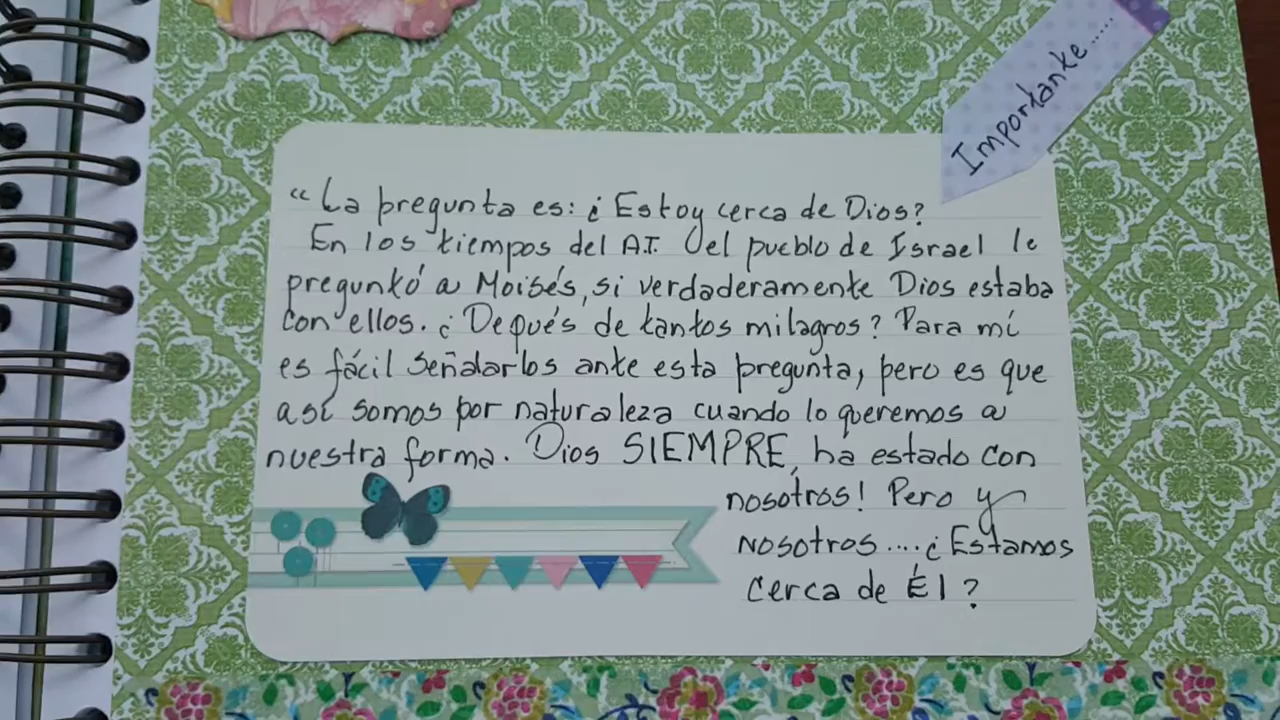 Importante.....
“La pregunta es: ¿Estoy cerca de Dios?
En los tiempos del A.T. el pueblo de Israel le
preguntó a Moisés, si verdaderamente Dios estaba
con ellos. ¿Depués de tantos milagros? Para mí
es fácil señalarlos ante esta pregunta, pero es que
así somos por naturaleza cuando lo queremos a
nuestra forma. Dios SIEMPRE, ha estado con
nosotros! Pero y
nosotros....¿Estamos
cerca de Él?